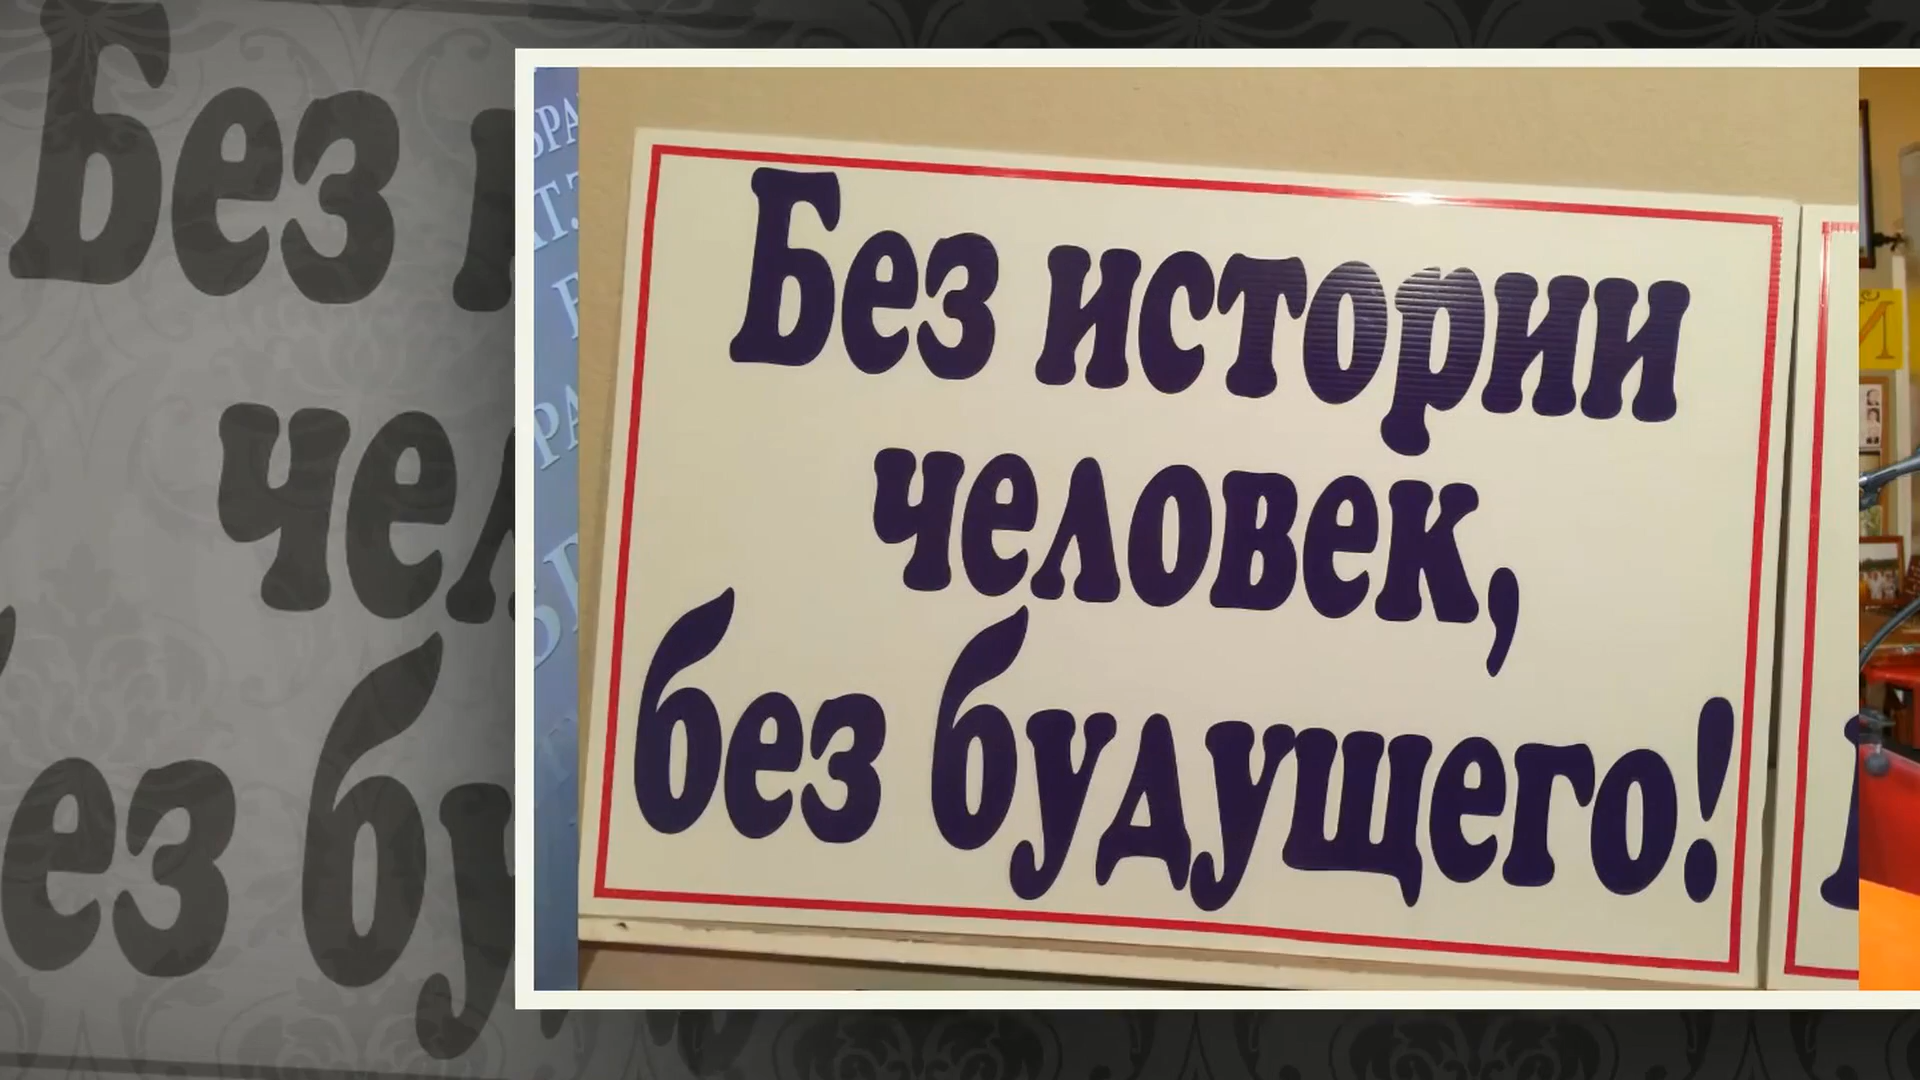 Без истории
человек,
без будущего!